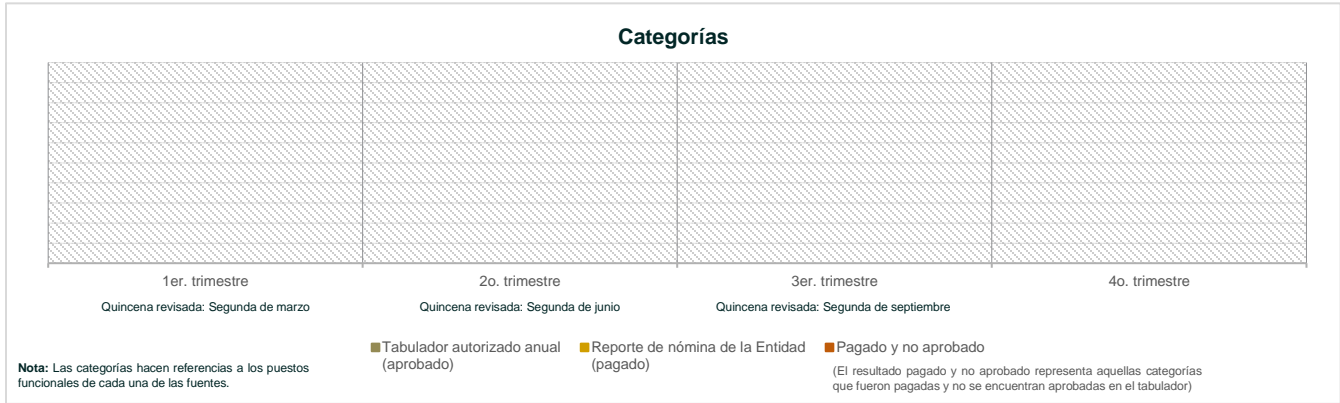 Categorías
1er. trimestre
2o. trimestre
3er. trimestre
4o. trimestre
Quincena revisada: Segunda de marzo
Quincena revisada: Segunda de junio
Quincena revisada: Segunda de septiembre
Tabulador autorizado anual
(aprobado)
Reporte de nómina de la Entidad
(pagado)
Pagado y no aprobado
(El resultado pagado y no aprobado representa aquellas categorías
que fueron pagadas y no se encuentran aprobadas en el tabulador)
Nota: Las categorías hacen referencias a los puestos
funcionales de cada una de las fuentes.